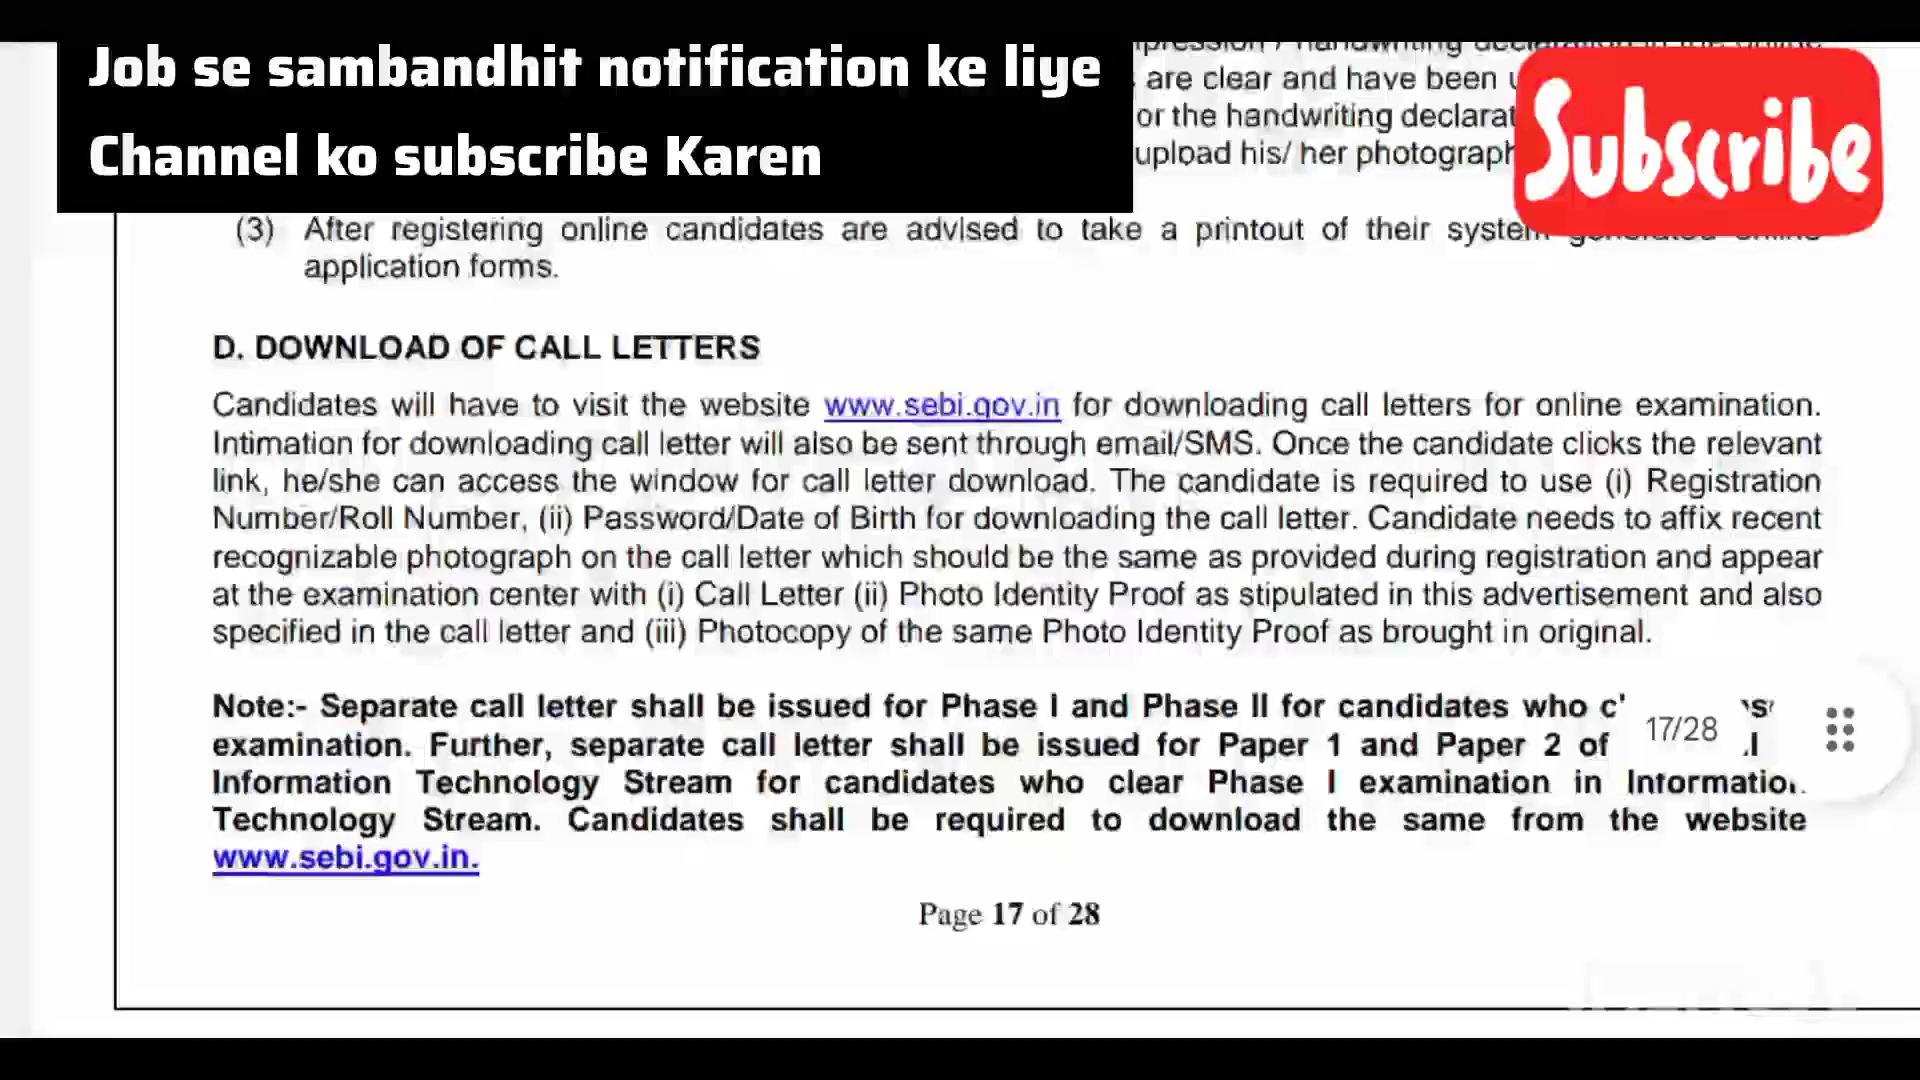 Job se sambandhit notification ke liye
Channel ko subscribe Karen
Subscribe
are clear and have been
or the handwriting declarat
upload his/ her photograph
(3) After registering online candidates are advised to take a printout of their system generated online
application forms.
D. DOWNLOAD OF CALL LETTERS
Candidates will have to visit the website www.sebi.gov.in for downloading call letters for online examination.
Intimation for downloading call letter will also be sent through email/SMS. Once the candidate clicks the relevant
link, he/she can access the window for call letter download. The candidate is required to use (i) Registration
Number/Roll Number, (ii) Password/Date of Birth for downloading the call letter. Candidate needs to affix recent
recognizable photograph on the call letter which should be the same as provided during registration and appear
at the examination center with (i) Call Letter (ii) Photo Identity Proof as stipulated in this advertisement and also
specified in the call letter and (iii) Photocopy of the same Photo Identity Proof as brought in original.
Note:- Separate call letter shall be issued for Phase I and Phase II for candidates who
examination. Further, separate call letter shall be issued for Paper 1 and Paper 2 of
17/28
Information Technology Stream for candidates who clear Phase I examination in Information
Technology Stream. Candidates shall be required to download the same from the website
www.sebi.gov.in.
Page 17 of 28